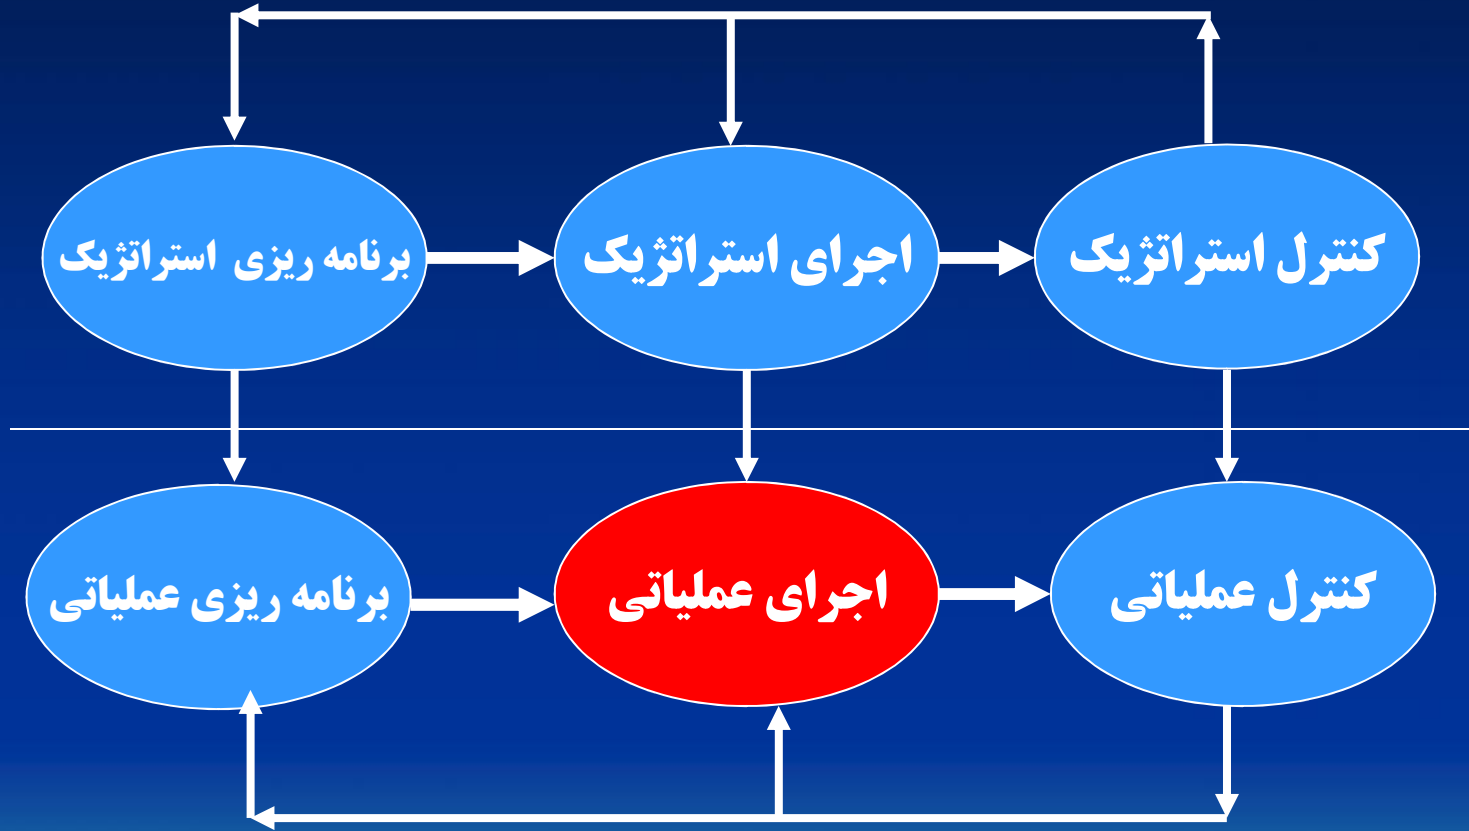 برنامه ریزی استراتژیک
اجرای استراتژیک
کنترل استراتژیک
برنامه ریزی عملیاتی
اجرای عملیاتی
کنترل عملیاتی